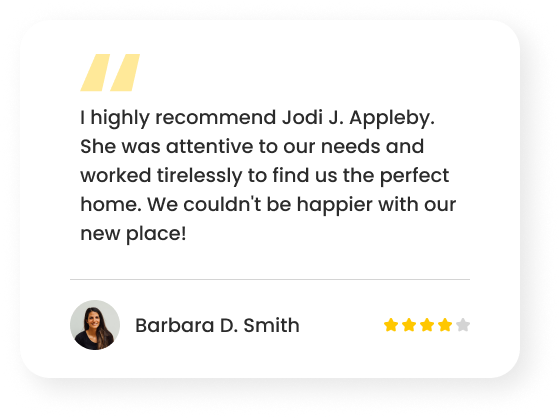 I highly recommend Jodi J. Appleby.
She was attentive to our needs and
worked tirelessly to find us the perfect
home. We couldn't be happier with our
new place!
Barbara D. Smith